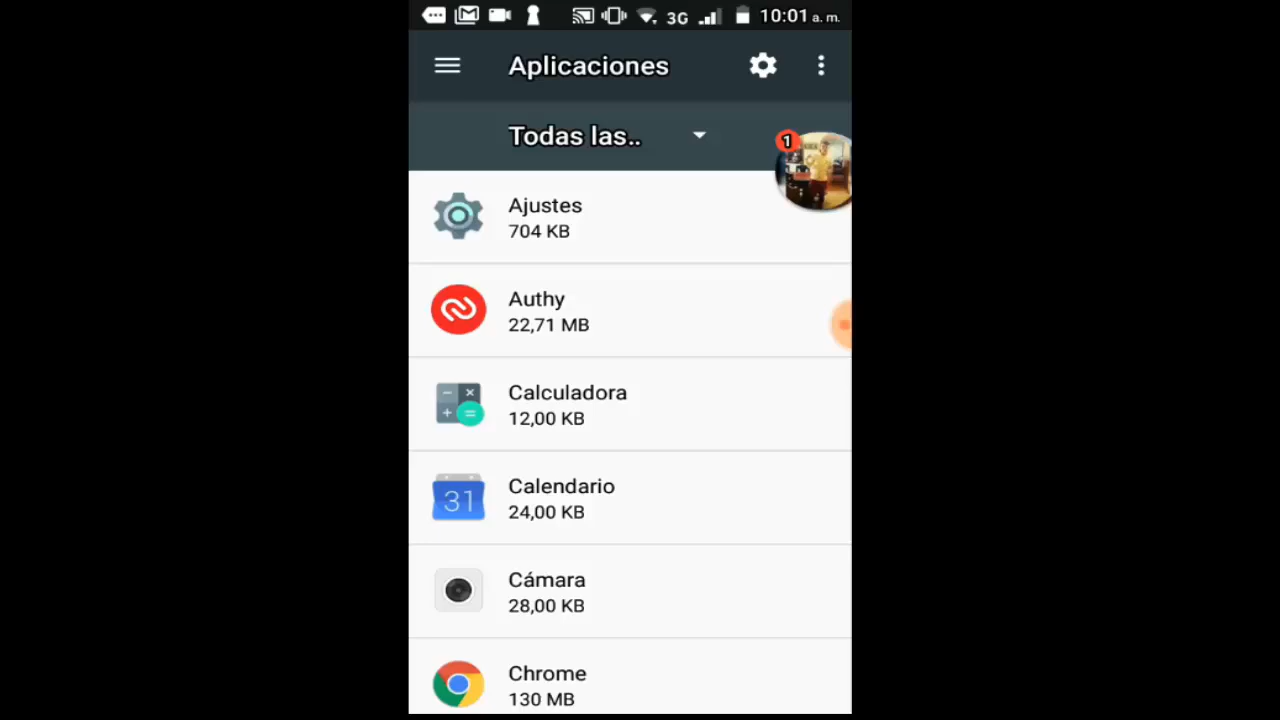 3G 10:01 a. m.
Aplicaciones
Todas las..
1
Ajustes
704 KB
Authy
22,71 MB
Calculadora
12,00 KB
31
Calendario
24,00 KB
Cámara
28,00 KB
Chrome
130 MB